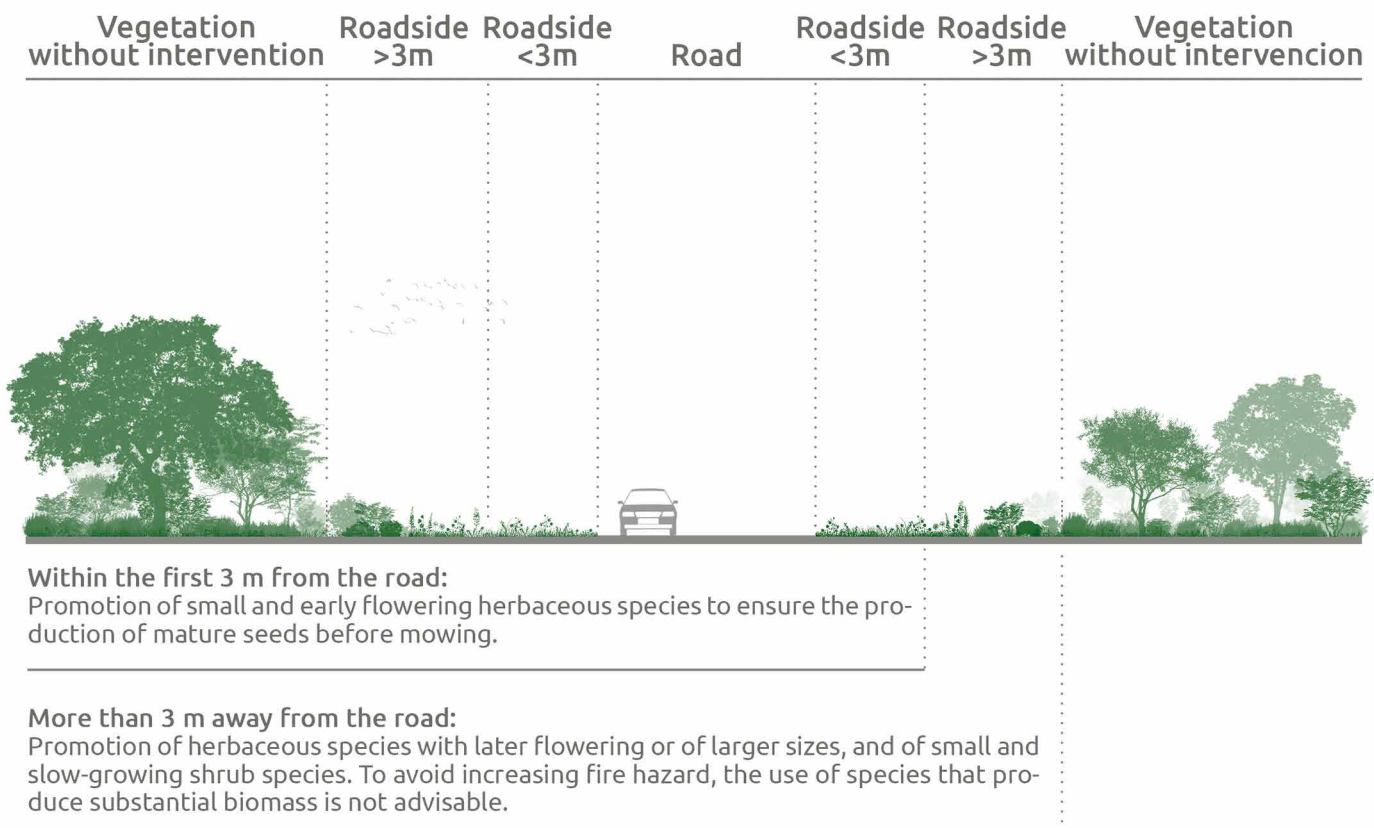 Vegetation
without intervention
Roadside
>3m
Roadside
<3m
Road
Roadside
<3m
Roadside
>3m
Vegetation
without intervencion
Within the first 3 m from the road:
Promotion of small and early flowering herbaceous species to ensure the pro-
duction of mature seeds before mowing.
More than 3 m away from the road:
Promotion of herbaceous species with later flowering or of larger sizes, and of small and
slow-growing shrub species. To avoid increasing fire hazard, the use of species that pro-
duce substantial biomass is not advisable.